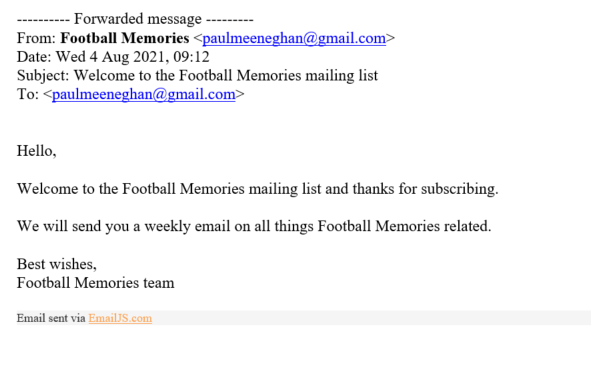 ---------- Forwarded message ---------
From: Football Memories <paulmeeneghan@gmail.com>
Date: Wed 4 Aug 2021, 09:12
Subject: Welcome to the Football Memories mailing list
To: <paulmeeneghan@gmail.com>
Hello,
Welcome to the Football Memories mailing list and thanks for subscribing.
We will send you a weekly email on all things Football Memories related.
Best wishes,
Football Memories team
Email sent via EmailJS.com